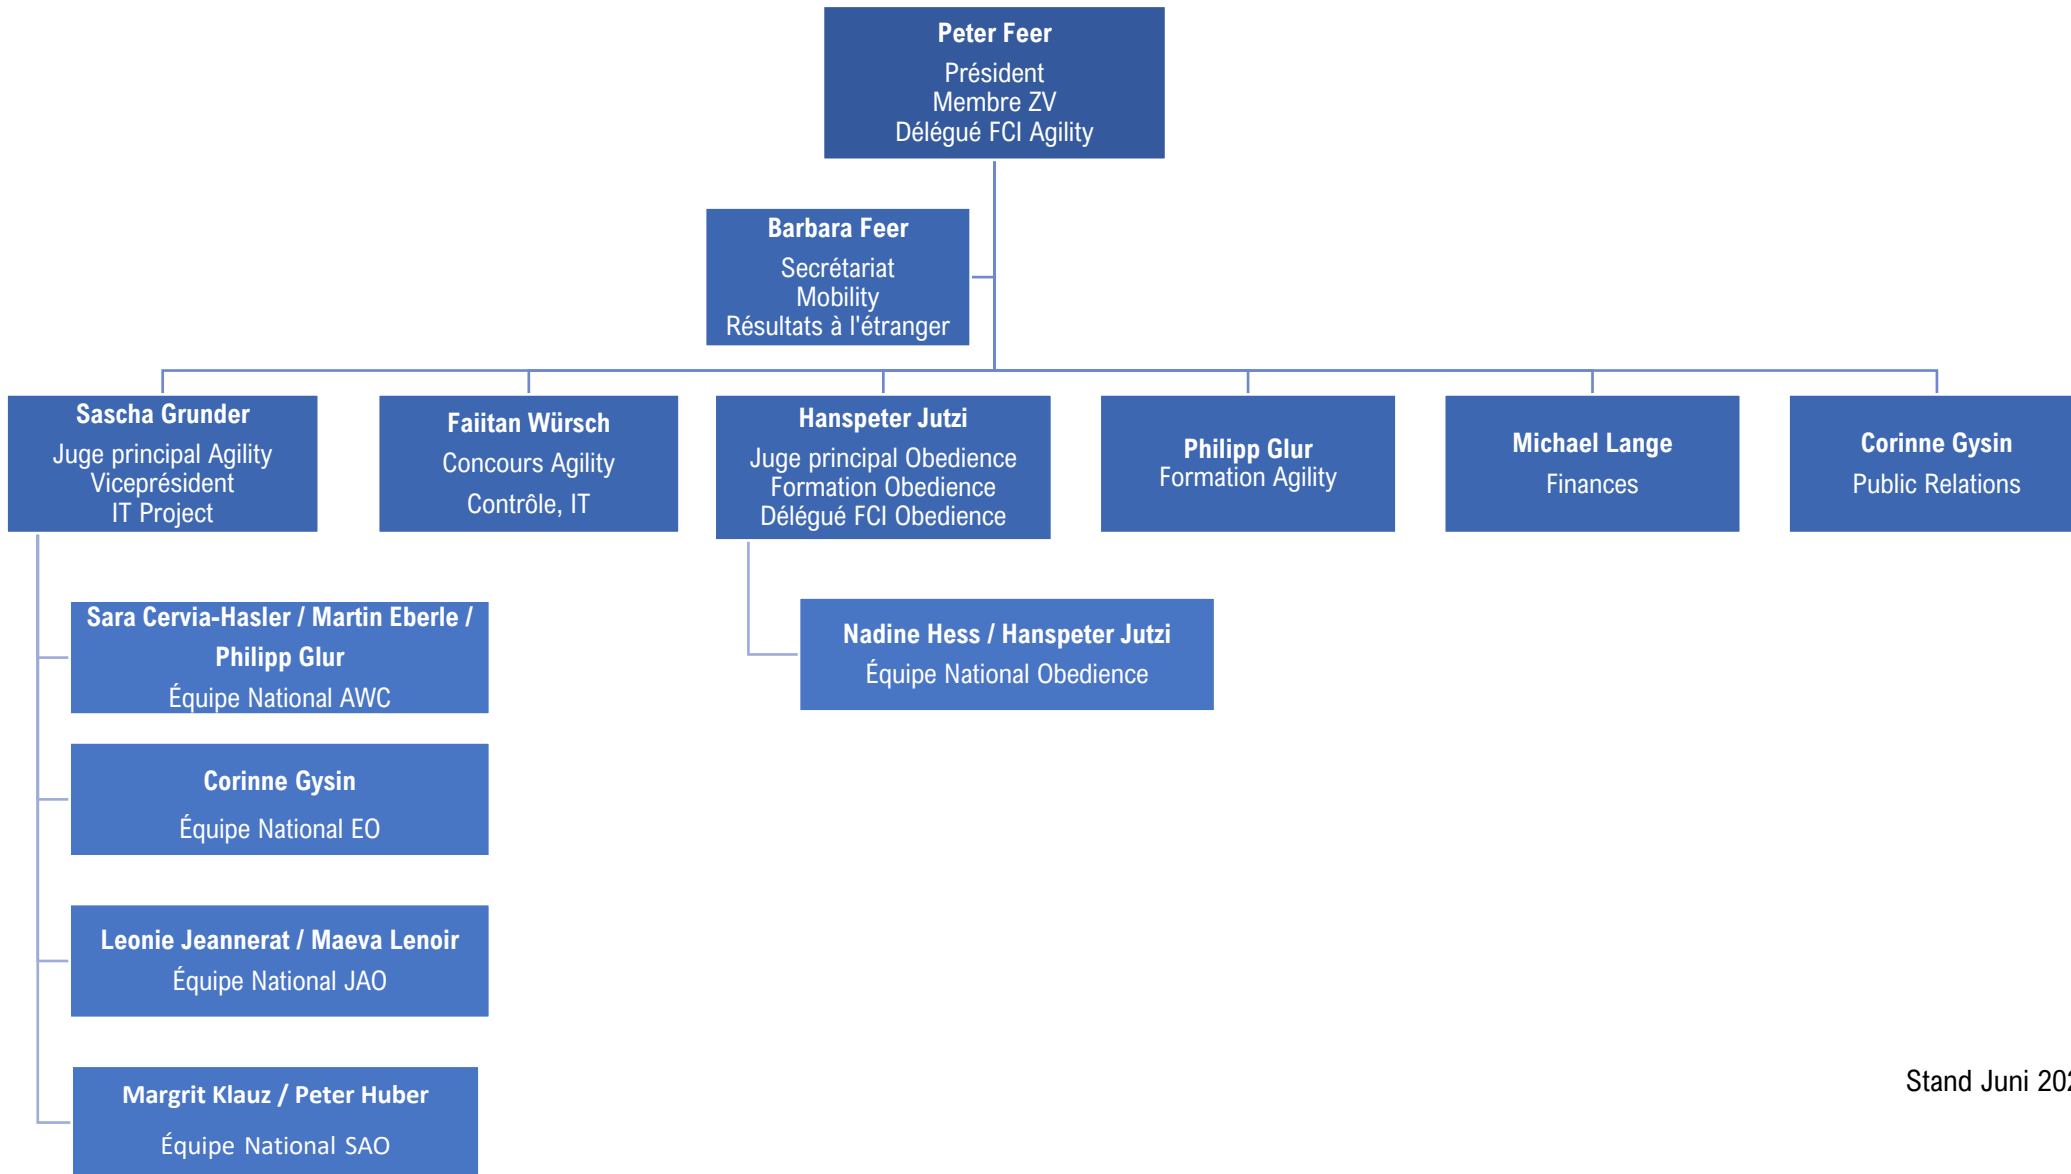 Peter Feer
Président
Membre ZV
Délégué FCI Agility
Barbara Feer
Secrétariat
Mobility
Résultats à l'étranger
Sascha Grunder
Juge principal Agility
Viceprésident
IT Project
Faiitan Würsch
Concours Agility
Contrôle, IT
Hanspeter Jutzi
Juge principal Obedience
Formation Obedience
Délégué FCI Obedience
Philipp Glur
Formation Agility
Michael Lange
Finances
Corinne Gysin
Public Relations
Sara Cervia-Hasler / Martin Eberle /
Philipp Glur
Équipe National AWC
Nadine Hess / Hanspeter Jutzi
Équipe National Obedience
Corinne Gysin
Équipe National EO
Leonie Jeannerat / Maeva Lenoir
Équipe National JAO
Margrit Klauz / Peter Huber
Équipe National SAO
Stand Juni